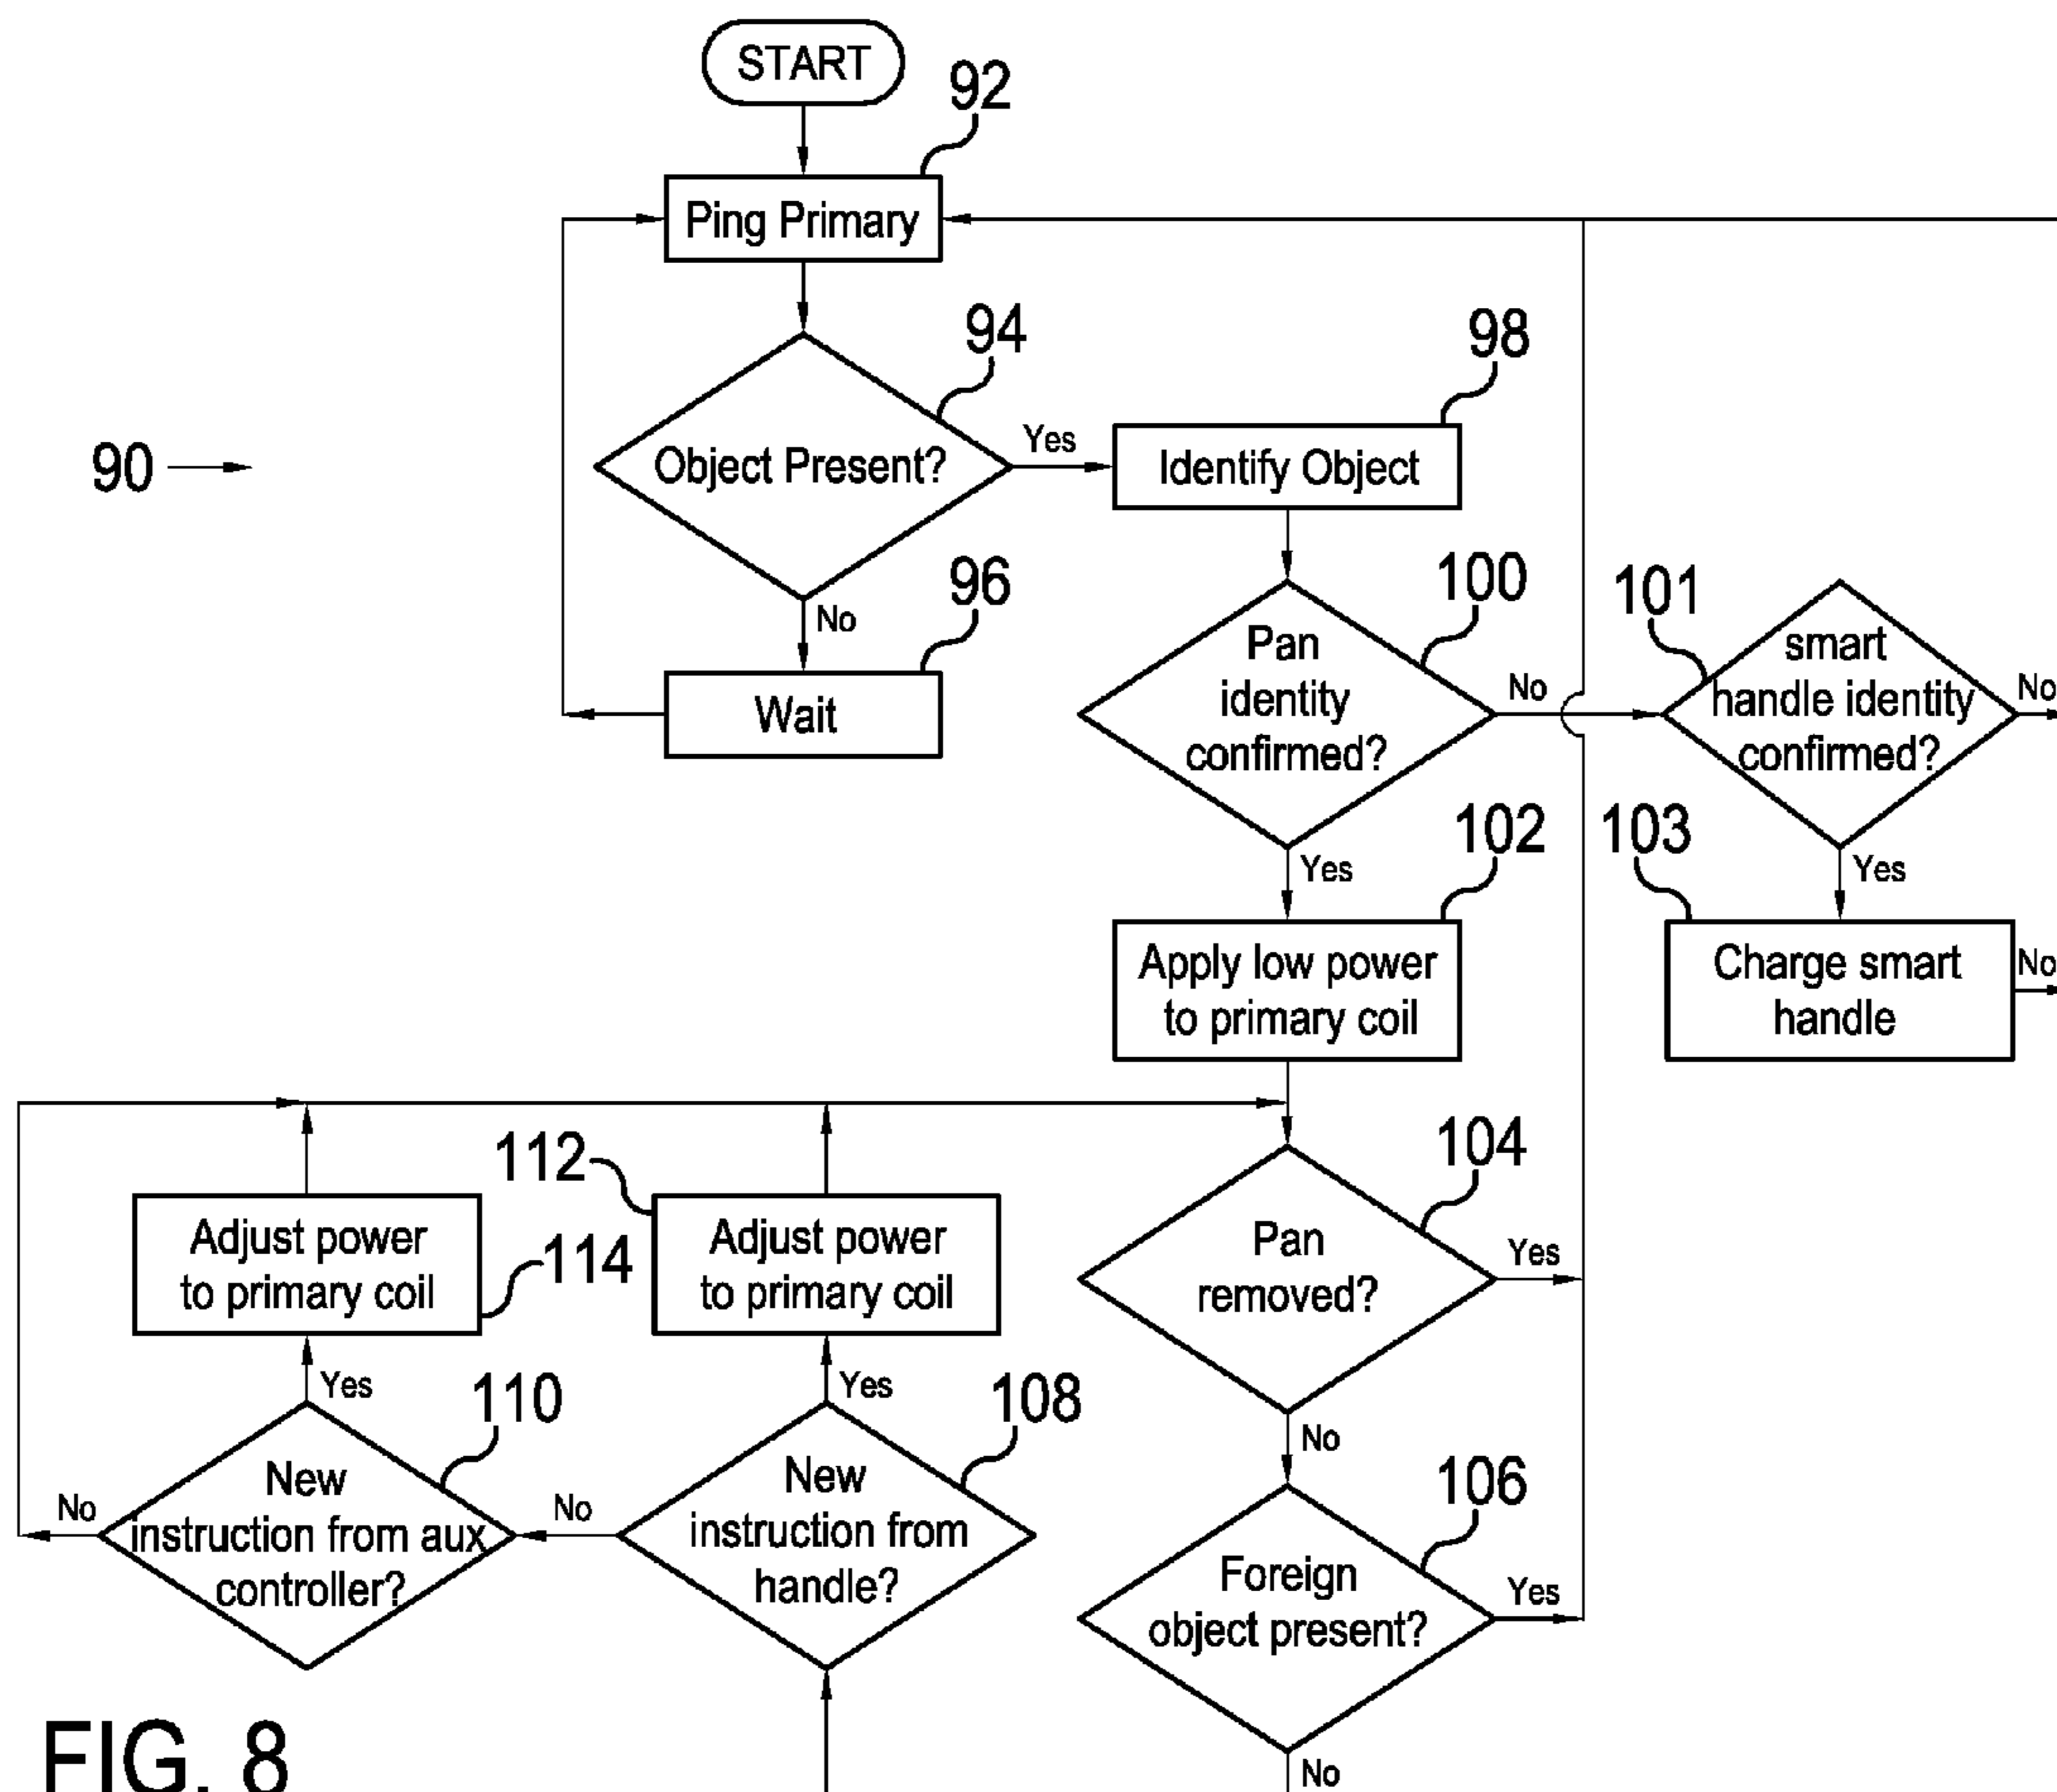 START
92
Ping Primary
94
98
90
Object Present?
Yes
Identify Object
No
96
Wait
100
101
Pan
identity
confirmed?
No
smart
handle identity
confirmed?
No
102
103
Yes
Yes
Apply low power
to primary coil
Charge smart
handle
No
112
104
Adjust power
to primary coil
114
Adjust power
to primary coil
Pan
removed?
Yes
Yes
110
Yes
108
No
106
No
New
instruction from aux
controller?
No
New
instruction from
handle?
Foreign
object present?
Yes
No
FIG. 8